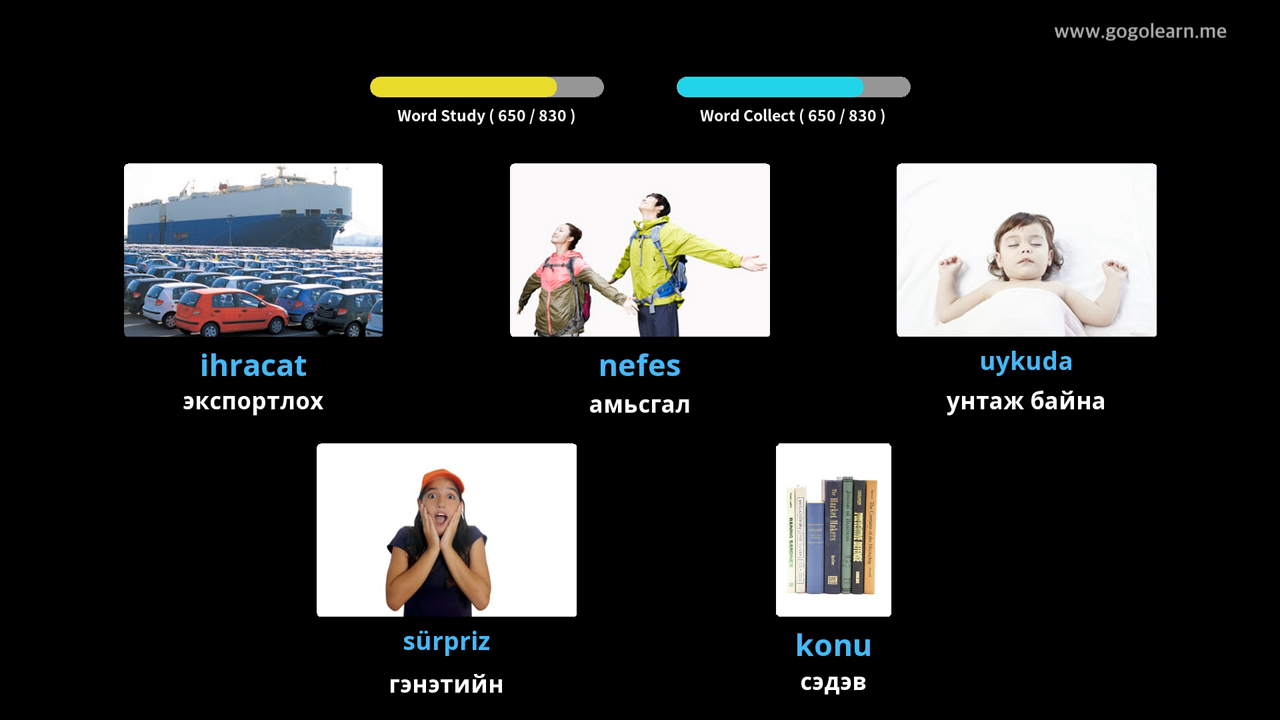 www.gogolearn.me
Word Study ( 650 / 830 )
Word Collect ( 650 / 830 )
ihracat
экспортлох
nefes
амьсгал
uykuda
унтаж байна
sürpriz
гэнэтийн
konu
сэдэв